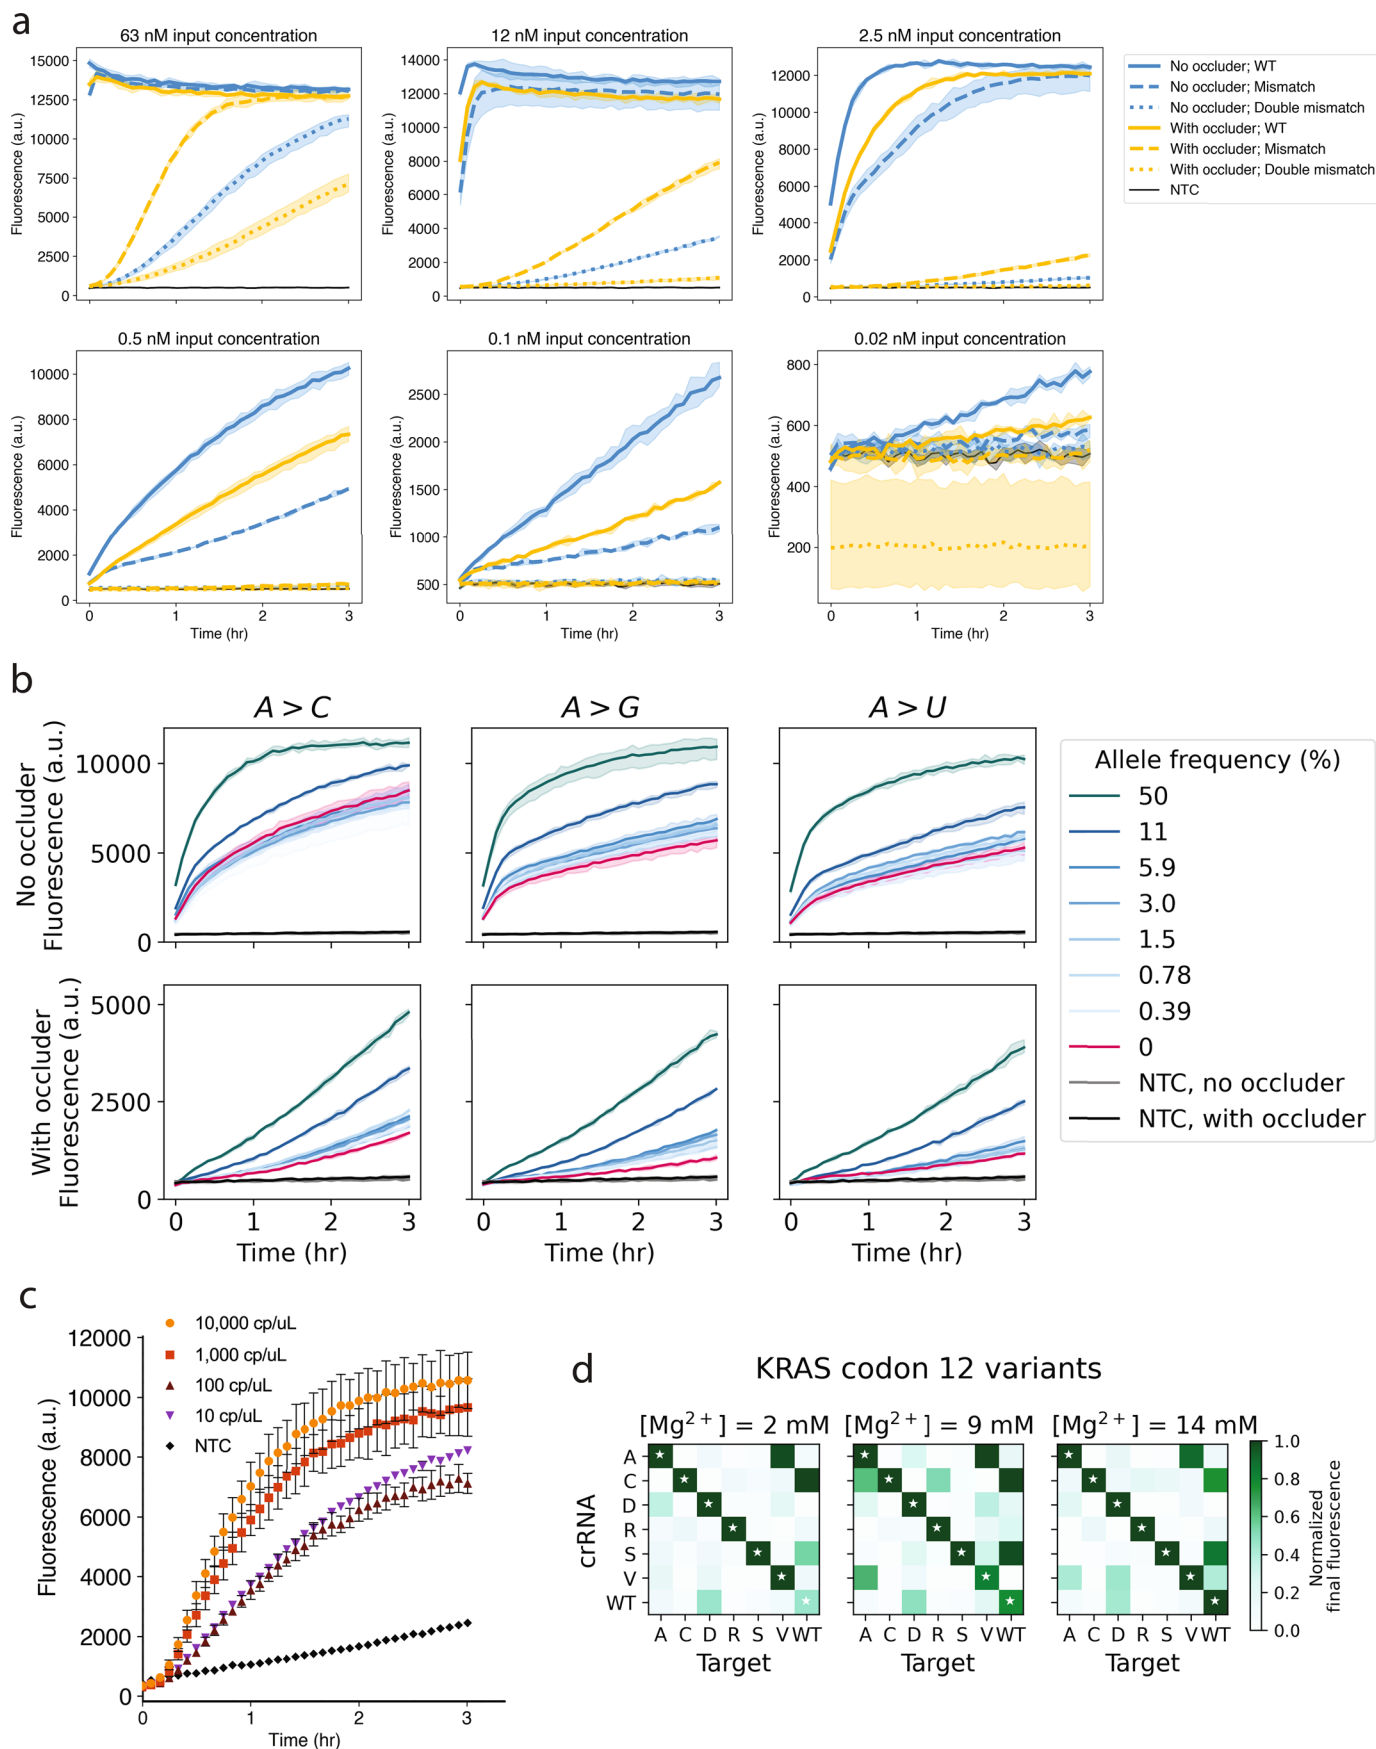 a
63 nM input concentration
12 nM input concentration
2.5 nM input concentration
Fluorescence (a.u.)
15000
12500
10000
7500
5000
2500
0
Fluorescence (a.u.)
14000
12000
10000
8000
6000
4000
2000
0
Fluorescence (a.u.)
12000
10000
8000
6000
4000
2000
0
No occluder; WT
No occluder; Mismatch
No occluder; Double mismatch
With occluder; WT
With occluder; Mismatch
With occluder; Double mismatch
NTC
0.5 nM input concentration
0.1 nM input concentration
0.02 nM input concentration
Fluorescence (a.u.)
10000
8000
6000
4000
2000
0
0 1 2 3
Time (hr)
Fluorescence (a.u.)
2500
2000
1500
1000
500
0 1 2 3
Time (hr)
Fluorescence (a.u.)
800
600
400
200
0 1 2 3
Time (hr)
b
A > C
A > G
A > U
No occluder
Fluorescence (a.u.)
10000
5000
0
With occluder
Fluorescence (a.u.)
5000
2500
0
0 1 2 3
Time (hr)
0 1 2 3
Time (hr)
0 1 2 3
Time (hr)
Allele frequency (%)
50
11
5.9
3.0
1.5
0.78
0.39
0
NTC, no occluder
NTC, with occluder
c
10,000 cp/uL
1,000 cp/uL
100 cp/uL
10 cp/uL
NTC
Fluorescence (a.u.)
12000
10000
8000
6000
4000
2000
0
0 1 2 3
Time (hr)
d
KRAS codon 12 variants
[Mg2+] = 2 mM
[Mg2+] = 9 mM
[Mg2+] = 14 mM
crRNA
A
C
D
R
S
V
WT
A C D R S V WT
Target
A C D R S V WT
Target
A C D R S V WT
Target
1.0
0.8
0.6
0.4
0.2
0.0
Normalized
final fluorescence